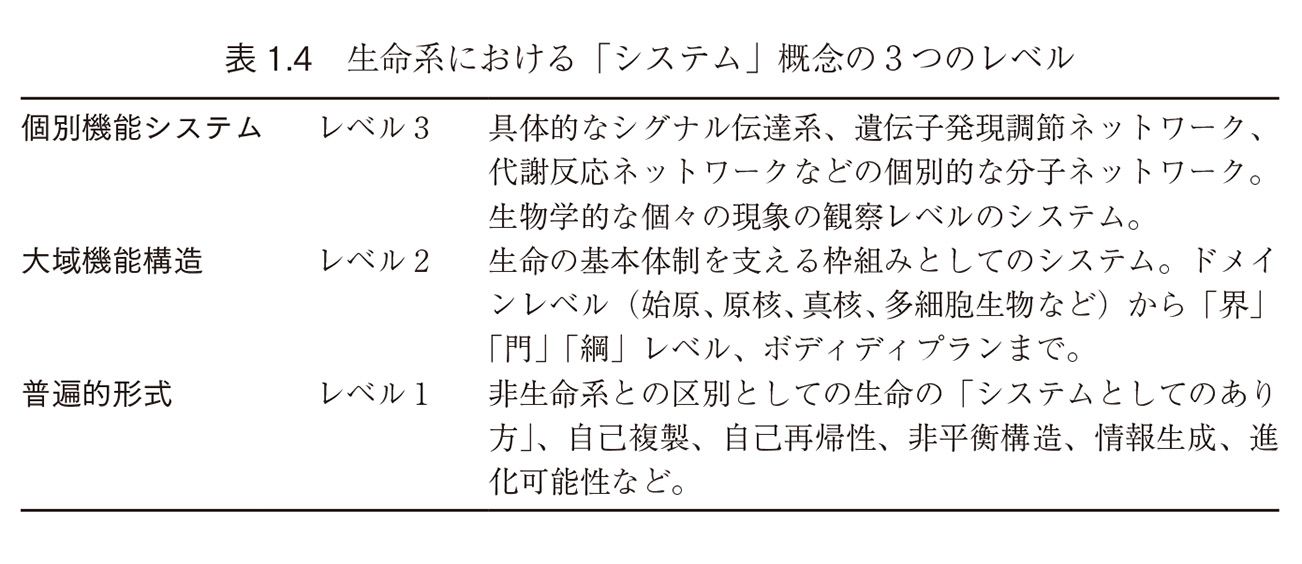 表 1.4　生命系における「システム」概念の3つのレベル
個別機能システム　レベル3　具体的なシグナル伝達系、遺伝子発現調節ネットワーク、
代謝反応ネットワークなどの個別的な分子ネットワーク。
生物学的な個々の現象の観察レベルのシステム。
大域機能構造　レベル2　生命の基本体制を支える枠組みとしてのシステム。ドメイ
ンレベル（始原、原核、真核、多細胞生物など）から「界」
「門」「綱」レベル、ボディディプランまで。
普遍的形式　レベル1　非生命系との区別としての生命の「システムとしてのあり
方」、自己複製、自己再帰性、非平衡構造、情報生成、進
化可能性など。